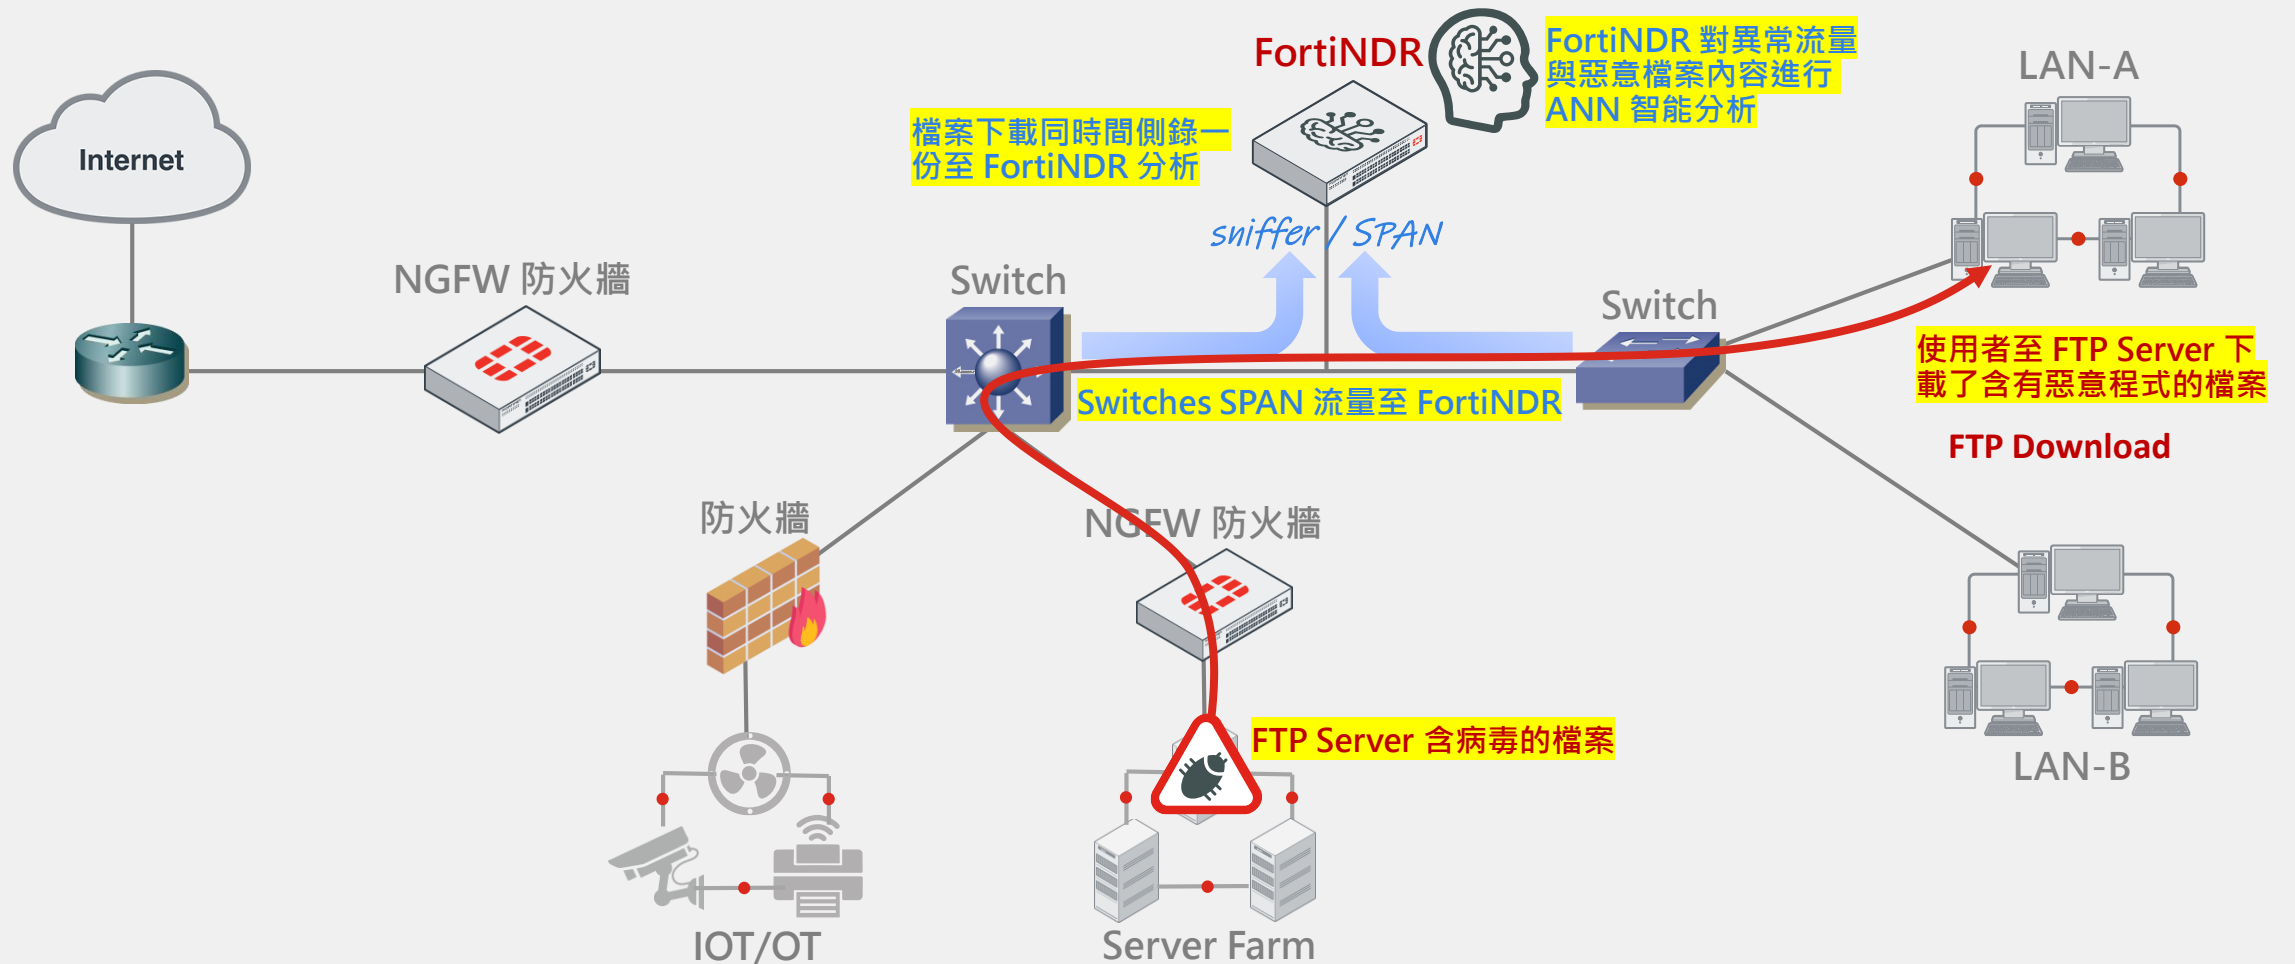 FortiNDR
FortiNDR 對異常流量
與惡意檔案內容進行
ANN 智能分析
LAN-A
檔案下載同時間側錄一
份至 FortiNDR 分析
Internet
sniffer / SPAN
NGFW 防火牆
Switch
Switch
使用者至 FTP Server 下
載了含有惡意程式的檔案
Switches SPAN 流量至 FortiNDR
FTP Download
防火牆
NGFW 防火牆
FTP Server 含病毒的檔案
LAN-B
IOT/OT
Server Farm